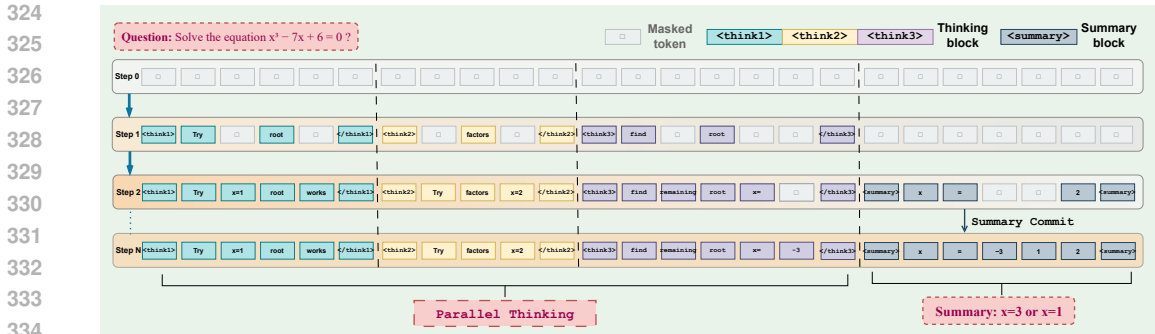 324
325
326
327
328
329
330
331
332
333
334
Question: Solve the equation x³ − 7x + 6 = 0 ?
Masked token
<think1> <think2> <think3> Thinking block
<summary> Summary block
Step 0
Step 1 <think1> Try root </think1> <think2> factors </think2> <think3> find root </think3>
Step 2 <think1> Try x=1 root works </think1> <think2> Try factors x=2 </think2> <think3> find remaining root x= </think3> <summary> x = 2 <summary>
Summary Commit
Step N <think1> Try x=1 root works </think1> <think2> Try factors x=2 </think2> <think3> find remaining root x= -3 </think3> <summary> x = -3 1 2 <summary>
Parallel Thinking
Summary: x=3 or x=1